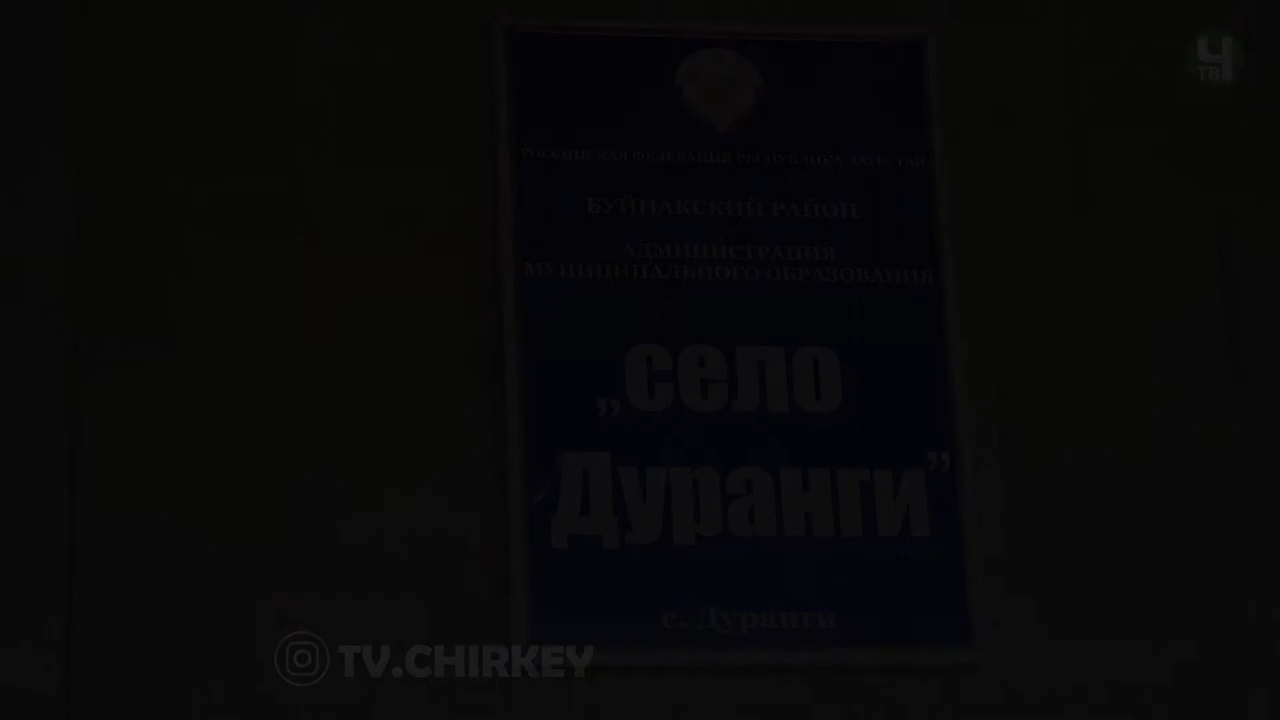 Ч
ТВ
РОССИЙСКАЯ ФЕДЕРАЦИЯ РЕСПУБЛИКА ДАГЕСТАН
БУЙНАКСКИЙ РАЙОН
АДМИНИСТРАЦИЯ
МУНИЦИПАЛЬНОГО ОБРАЗОВАНИЯ
„село
Дуранги”
с. Дуранги
TV.CHIRKEY